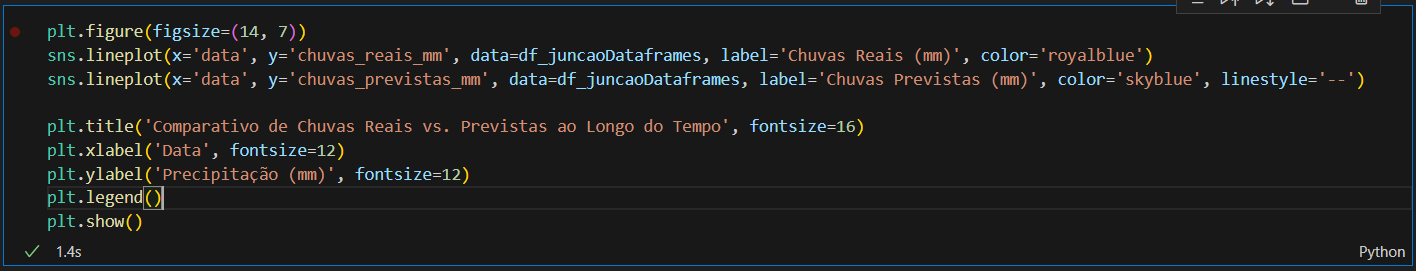 plt.figure(figsize=(14, 7))
sns.lineplot(x='data', y='chuvas_reais_mm', data=df_juncaoDataframes, label='Chuvas Reais (mm)', color='royalblue')
sns.lineplot(x='data', y='chuvas_previstas_mm', data=df_juncaoDataframes, label='Chuvas Previstas (mm)', color='skyblue', linestyle='--')

plt.title('Comparativo de Chuvas Reais vs. Previstas ao Longo do Tempo', fontsize=16)
plt.xlabel('Data', fontsize=12)
plt.ylabel('Precipitação (mm)', fontsize=12)
plt.legend()
plt.show()
1.4s
Python